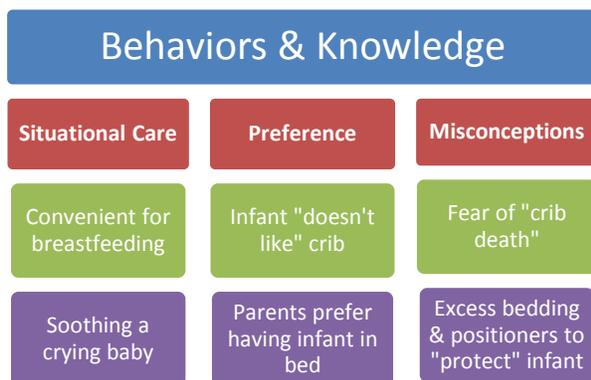 Behaviors & Knowledge
Situational Care
Preference
Misconceptions
Convenient for
breastfeeding
Infant "doesn't
like" crib
Fear of "crib
death"
Soothing a
crying baby
Parents prefer
having infant in
bed
Excess bedding
& positioners to
"protect" infant